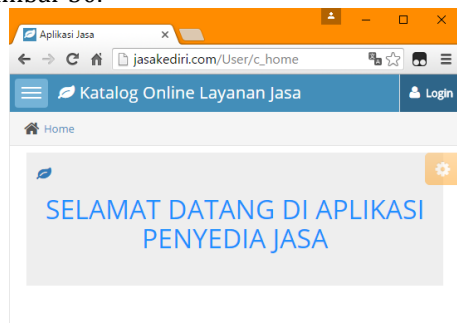 Aplikasi Jasa
jasakediri.com/User/c_home
Katalog Online Layanan Jasa
Login
Home
SELAMAT DATANG DI APLIKASI
PENYEDIA JASA